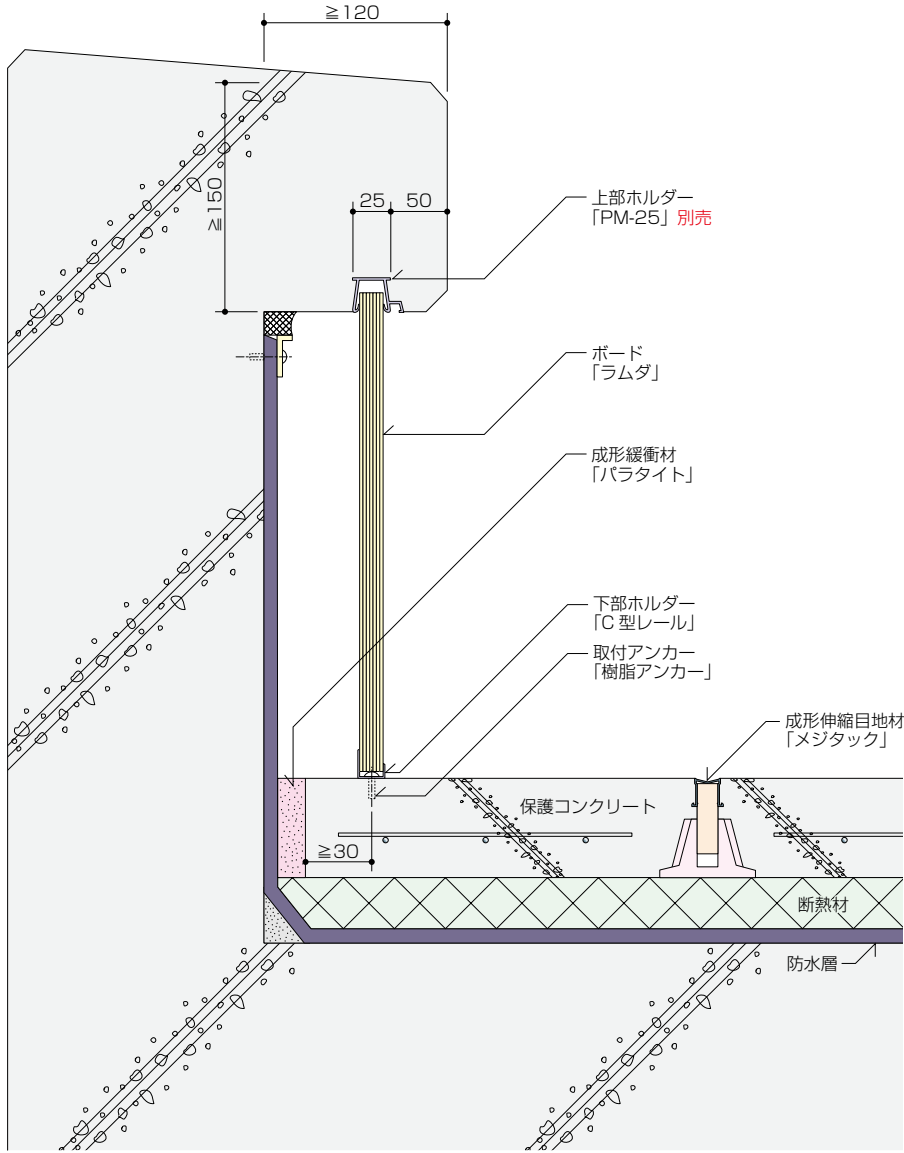 ≧120
≧150
25
50
上部ホルダー
「PM-25」別売
ボード
「ラムダ」
成形緩衝材
「パラタイト」
下部ホルダー
「C 型レール」
取付アンカー
「樹脂アンカー」
成形伸縮目地材
「メジタック」
保護コンクリート
≧30
断熱材
防水層